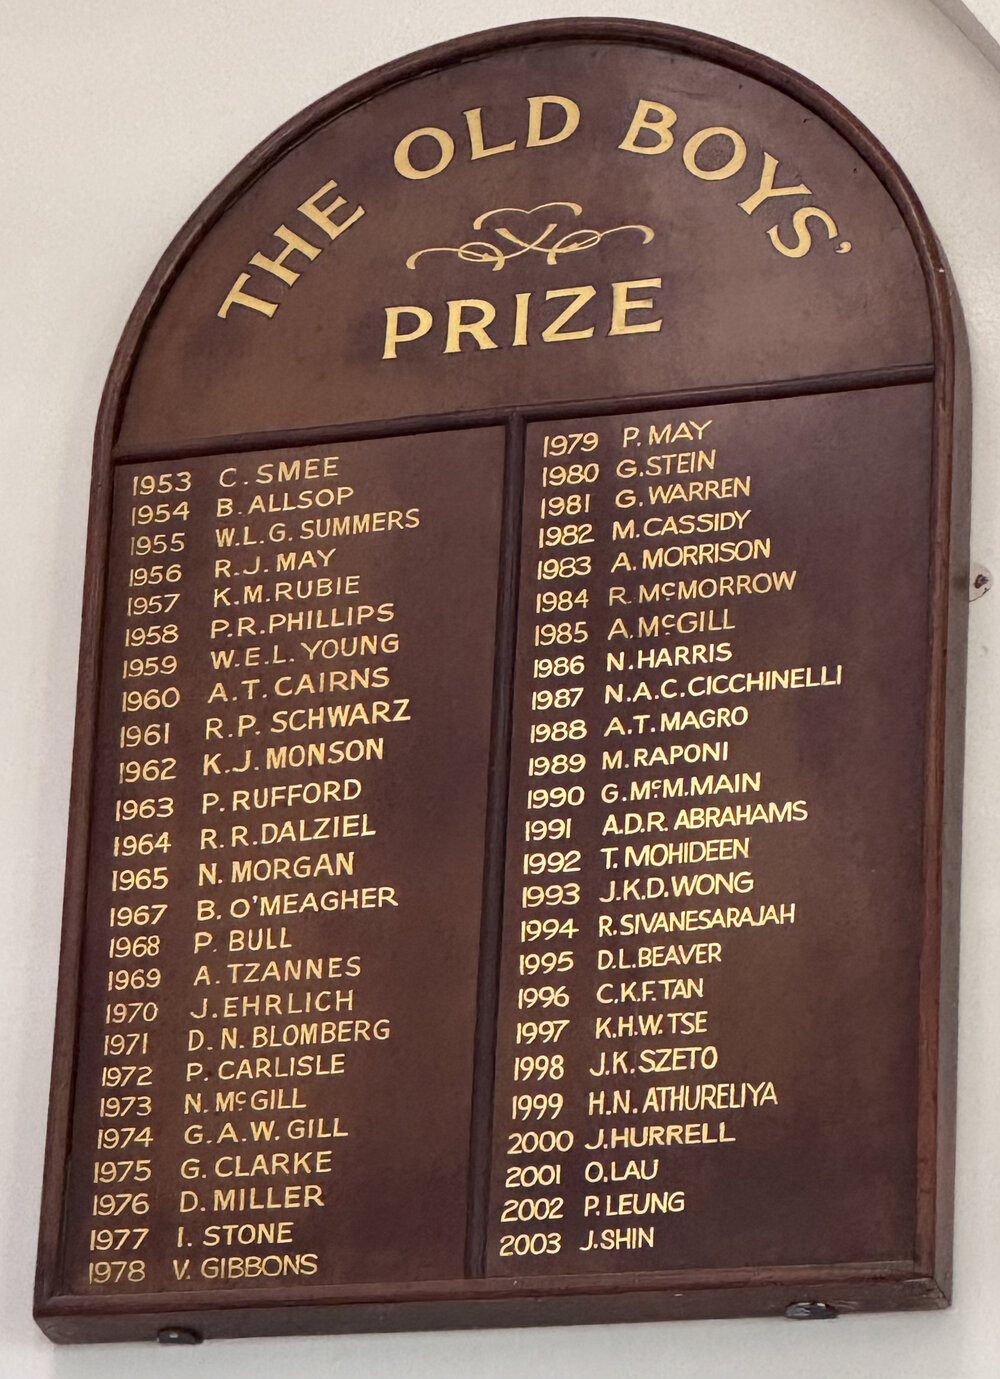 THE OLD BOYS'
PRIZE
1953 C. SMEE
1954 B. ALLSOP
1955 W.L.G. SUMMERS
1956 R.J. MAY
1957 K.M. RUBIE
1958 P.R. PHILLIPS
1959 W.E.L. YOUNG
1960 A.T. CAIRNS
1961 R.P. SCHWARZ
1962 K.J. MONSON
1963 P. RUFFORD
1964 R.R. DALZIEL
1965 N. MORGAN
1967 B. O'MEAGHER
1968 P. BULL
1969 A. TZANNES
1970 J. EHRLICH
1971 D.N. BLOMBERG
1972 P. CARLISLE
1973 N. McGILL
1974 G.A.W. GILL
1975 G. CLARKE
1976 D. MILLER
1977 I. STONE
1978 V. GIBBONS
1979 P. MAY
1980 G. STEIN
1981 G. WARREN
1982 M. CASSIDY
1983 A. MORRISON
1984 R. McMORROW
1985 A. McGILL
1986 N. HARRIS
1987 N.A.C. CICCHINELLI
1988 A.T. MAGRO
1989 M. RAPONI
1990 G. McM. MAIN
1991 A.D.R. ABRAHAMS
1992 T. MOHIDEEN
1993 J.K.D. WONG
1994 R. SIVANESARAJAH
1995 D.L. BEAVER
1996 C.K.F. TAN
1997 K.H.W. TSE
1998 J.K. SZETO
1999 H.N. ATHURELIYA
2000 J. HURRELL
2001 O. LAU
2002 P. LEUNG
2003 J. SHIN